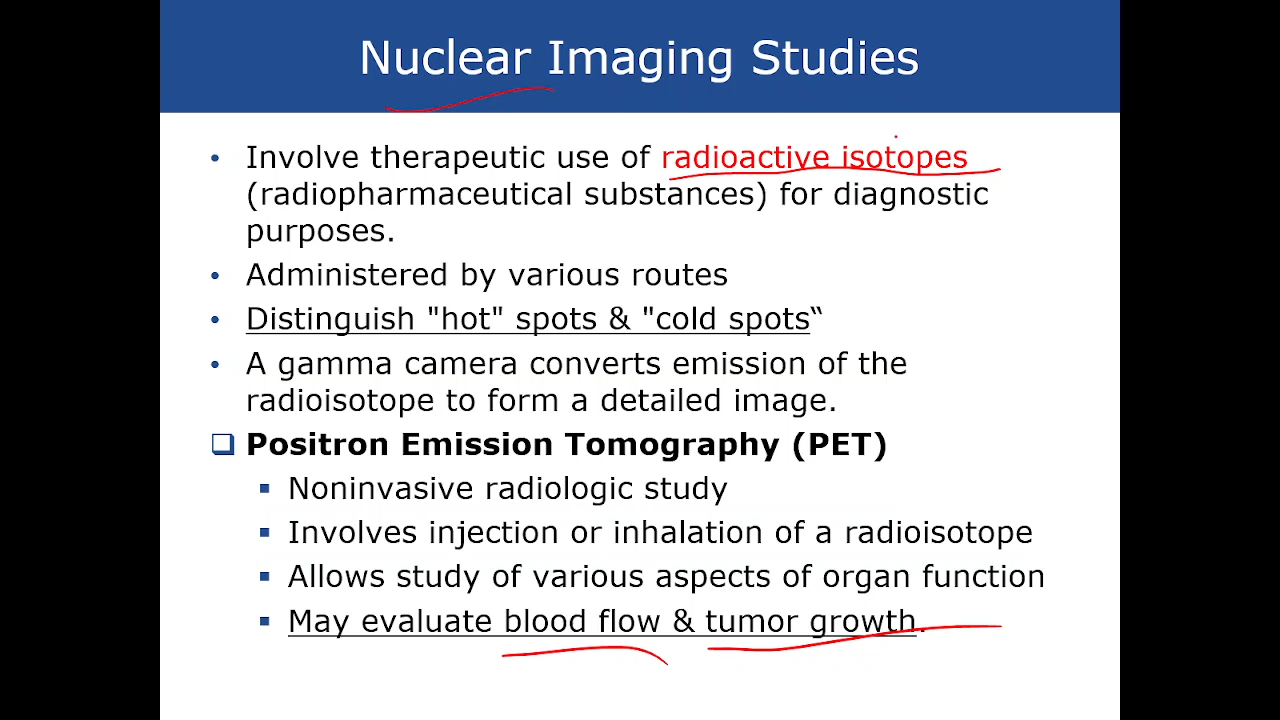 Nuclear Imaging Studies
• Involve therapeutic use of radioactive isotopes
(radiopharmaceutical substances) for diagnostic
purposes.
• Administered by various routes
• Distinguish "hot" spots & "cold spots“
• A gamma camera converts emission of the
radioisotope to form a detailed image.
❑ Positron Emission Tomography (PET)
▪ Noninvasive radiologic study
▪ Involves injection or inhalation of a radioisotope
▪ Allows study of various aspects of organ function
▪ May evaluate blood flow & tumor growth.